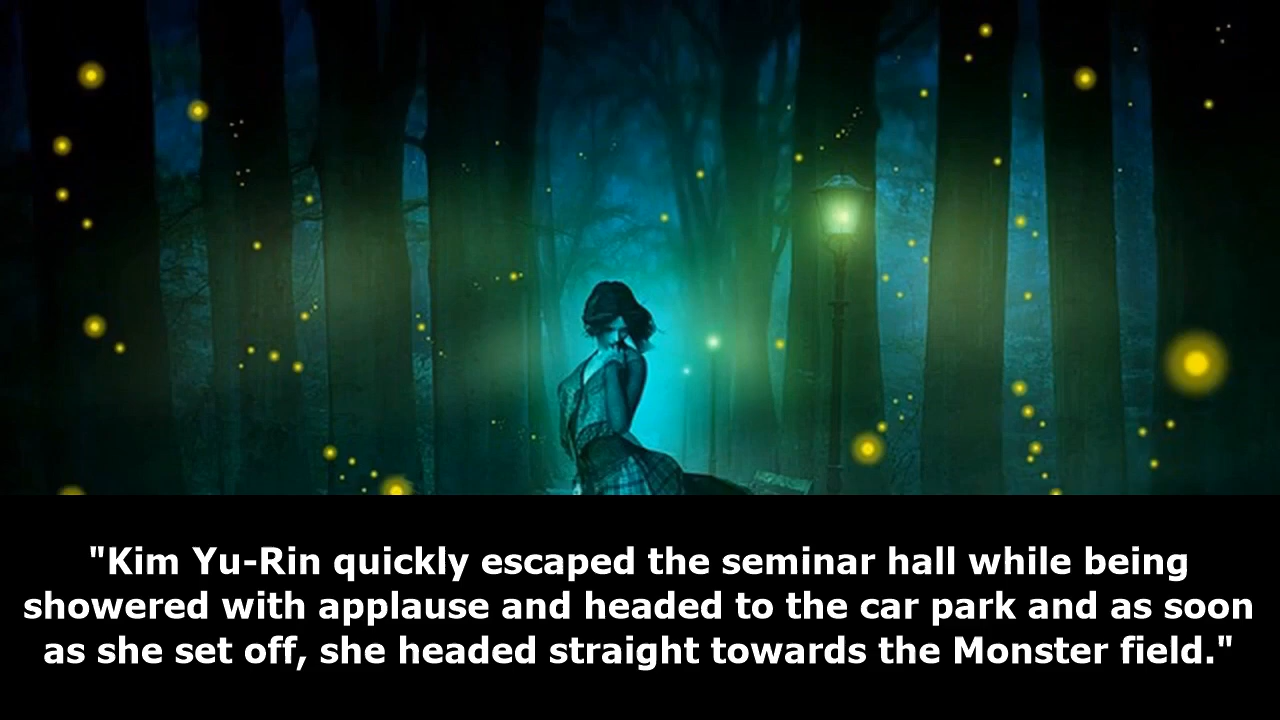 "Kim Yu-Rin quickly escaped the seminar hall while being
showered with applause and headed to the car park and as soon
as she set off, she headed straight towards the Monster field."